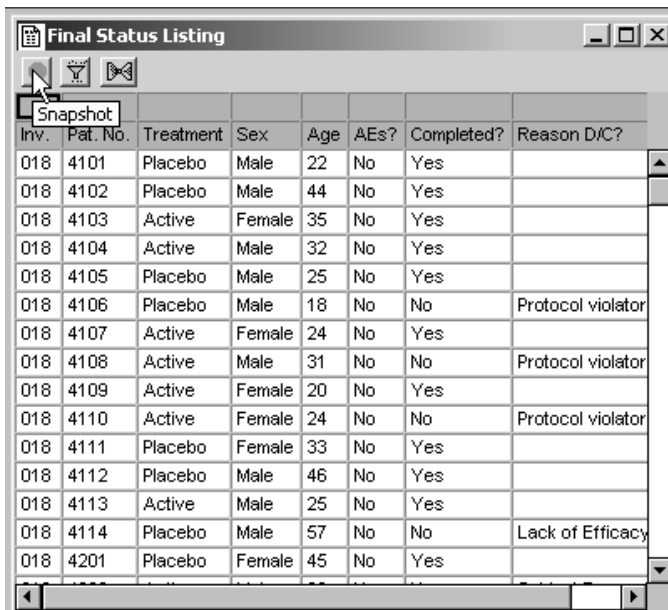 Final Status Listing
Snapshot
Inv. Pat. No. Treatment Sex Age AEs? Completed? Reason D/C?
018 4101 Placebo Male 22 No Yes
018 4102 Placebo Male 44 No Yes
018 4103 Active Female 35 No Yes
018 4104 Active Male 32 No Yes
018 4105 Placebo Male 25 No Yes
018 4106 Placebo Male 18 No No Protocol violator
018 4107 Active Female 24 No Yes
018 4108 Active Male 31 No No Protocol violator
018 4109 Active Female 20 No Yes
018 4110 Active Female 24 No No Protocol violator
018 4111 Placebo Female 33 No Yes
018 4112 Placebo Male 46 No Yes
018 4113 Active Male 25 No Yes
018 4114 Placebo Male 57 No No Lack of Efficacy
018 4201 Placebo Female 45 No Yes